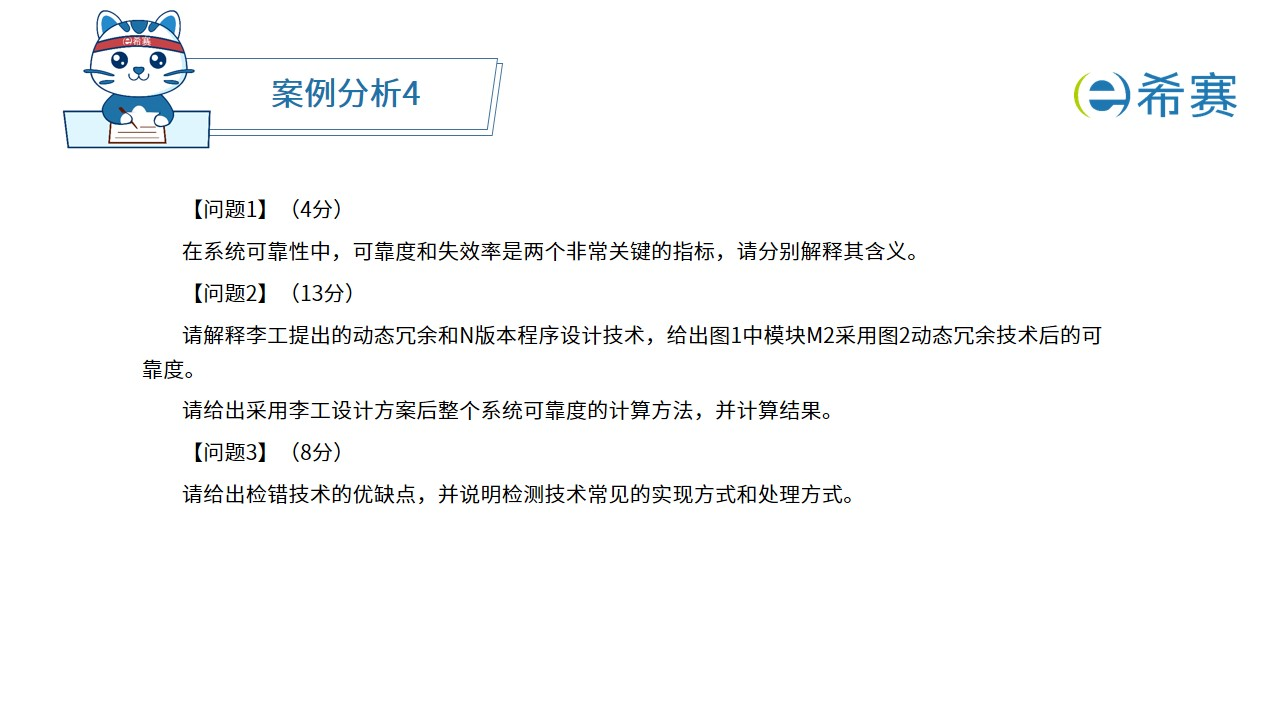 希赛
案例分析4
希赛
【问题1】（4分）
在系统可靠性中，可靠度和失效率是两个非常关键的指标，请分别解释其含义。
【问题2】（13分）
请解释李工提出的动态冗余和N版本程序设计技术，给出图1中模块M2采用图2动态冗余技术后的可
靠度。
请给出采用李工设计方案后整个系统可靠度的计算方法，并计算结果。
【问题3】（8分）
请给出检错技术的优缺点，并说明检测技术常见的实现方式和处理方式。